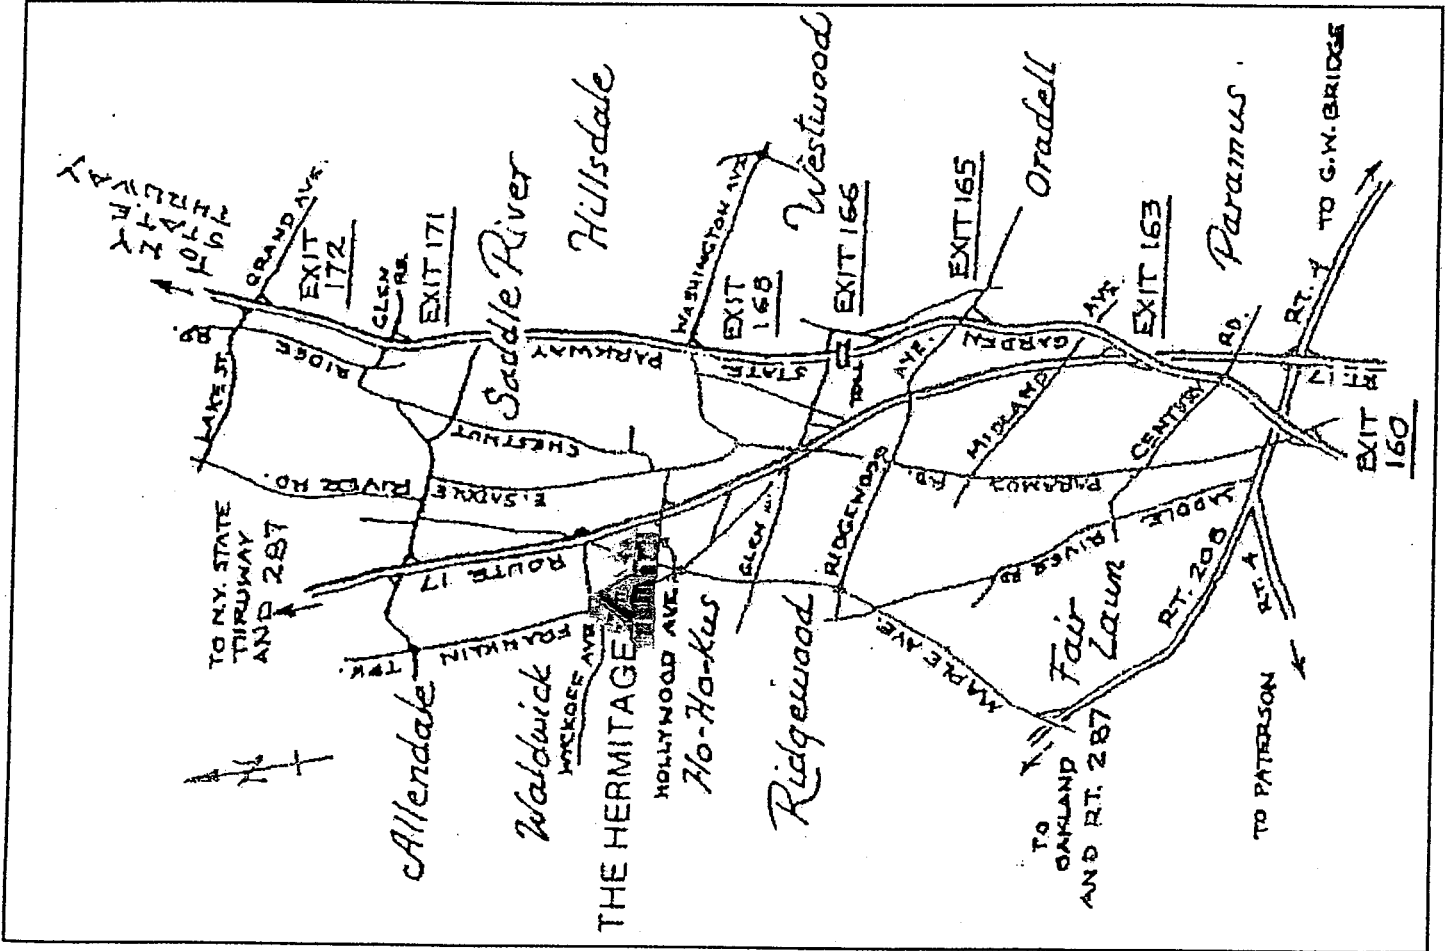 TO N.Y.
STATE
THRUWAY
GRAND AVE.
EXIT
172
GLEN
RD.
EXIT 171
Saddle River
Hillsdale
WASHINGTON AVE
Westwood
EXIT
168
EXIT 166
EXIT 165
Oradell
AVE.
EXIT 163
Paramus
TO G.W. BRIDGE
RT. 4
RT. 17
EXIT
160
RD.
CENTURY
MIDLAND
GARDEN
STATE
PARKWAY
TOLL
AVE.
RIDGEWOOD
RIDGE
RD.
LAKE ST.
CHESTNUT
E. SADDLE
RIVER RD.
PARAMUS
RD.
SADDLE
RIVER
RD
RT. 208
RT. 4
TO PATERSON
TO N.Y. STATE
THRUWAY
AND 287
ROUTE 17
FRANKLIN
TPK.
Allendale
Waldwick
WYCKOFF AVE
THE HERMITAGE
HOLLYWOOD AVE.
Ho-Ho-Kus
GLEN
Ridgewood
MAPLE AVE.
Fair
Lawn
TO
OAKLAND
AND RT. 287
N